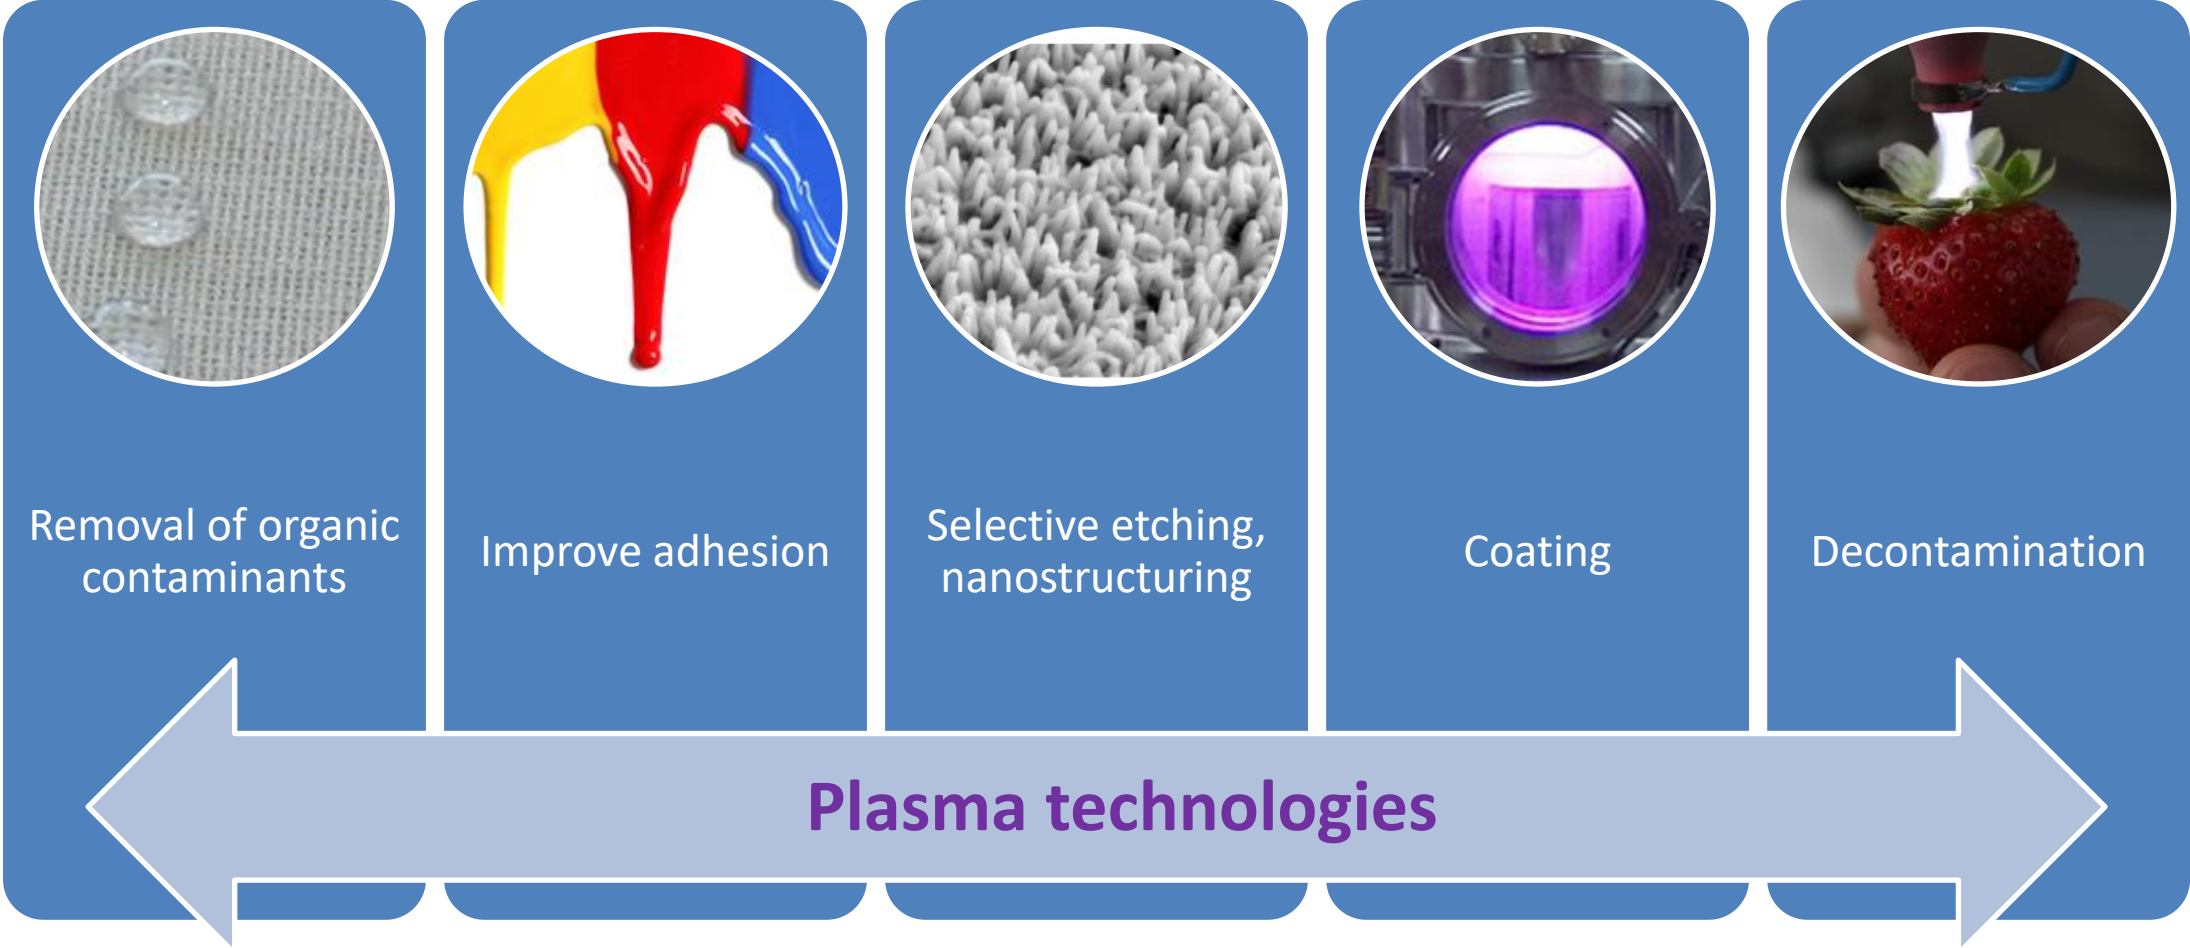 Removal of organic
contaminants
Improve adhesion
Selective etching,
nanostructuring
Coating
Decontamination
Plasma technologies